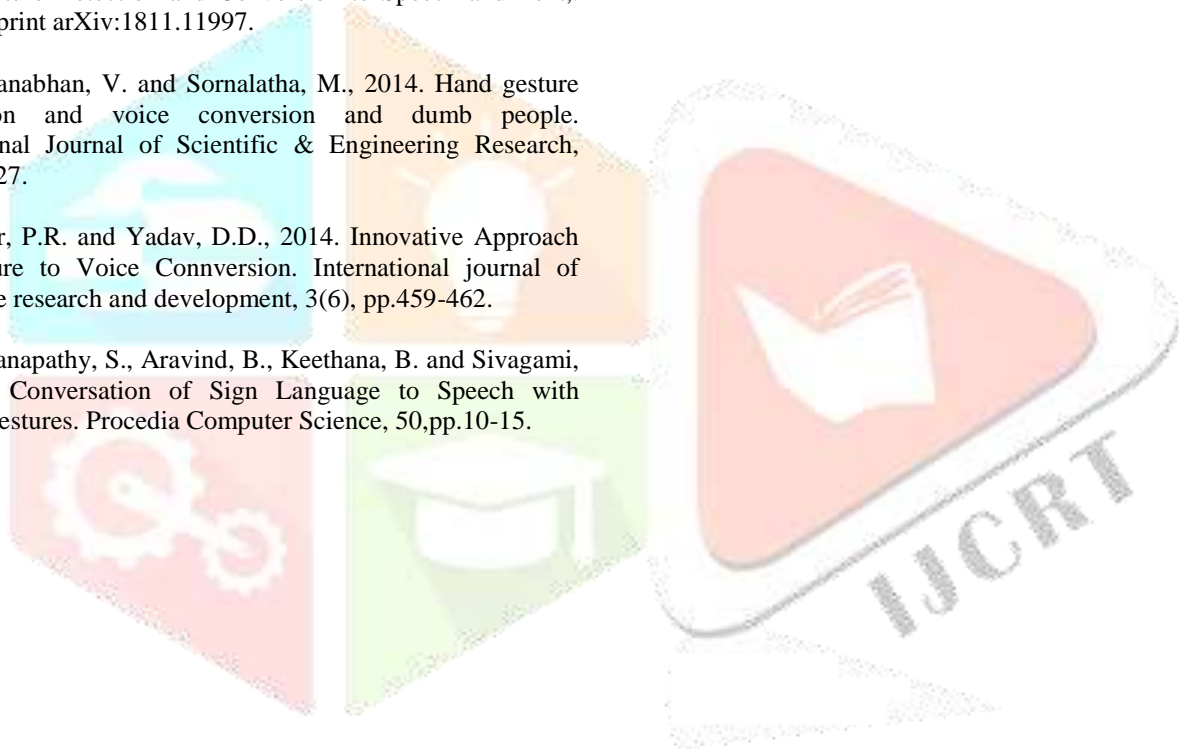 print arXiv:1811.11997.
anabhan, V. and Sornalatha, M., 2014. Hand gesture
on and voice conversion and dumb people.
nal Journal of Scientific & Engineering Research,
27.
r, P.R. and Yadav, D.D., 2014. Innovative Approach
ure to Voice Connversion. International journal of
e research and development, 3(6), pp.459-462.
anapathy, S., Aravind, B., Keethana, B. and Sivagami,
Conversation of Sign Language to Speech with
estures. Procedia Computer Science, 50,pp.10-15.
IJCRT